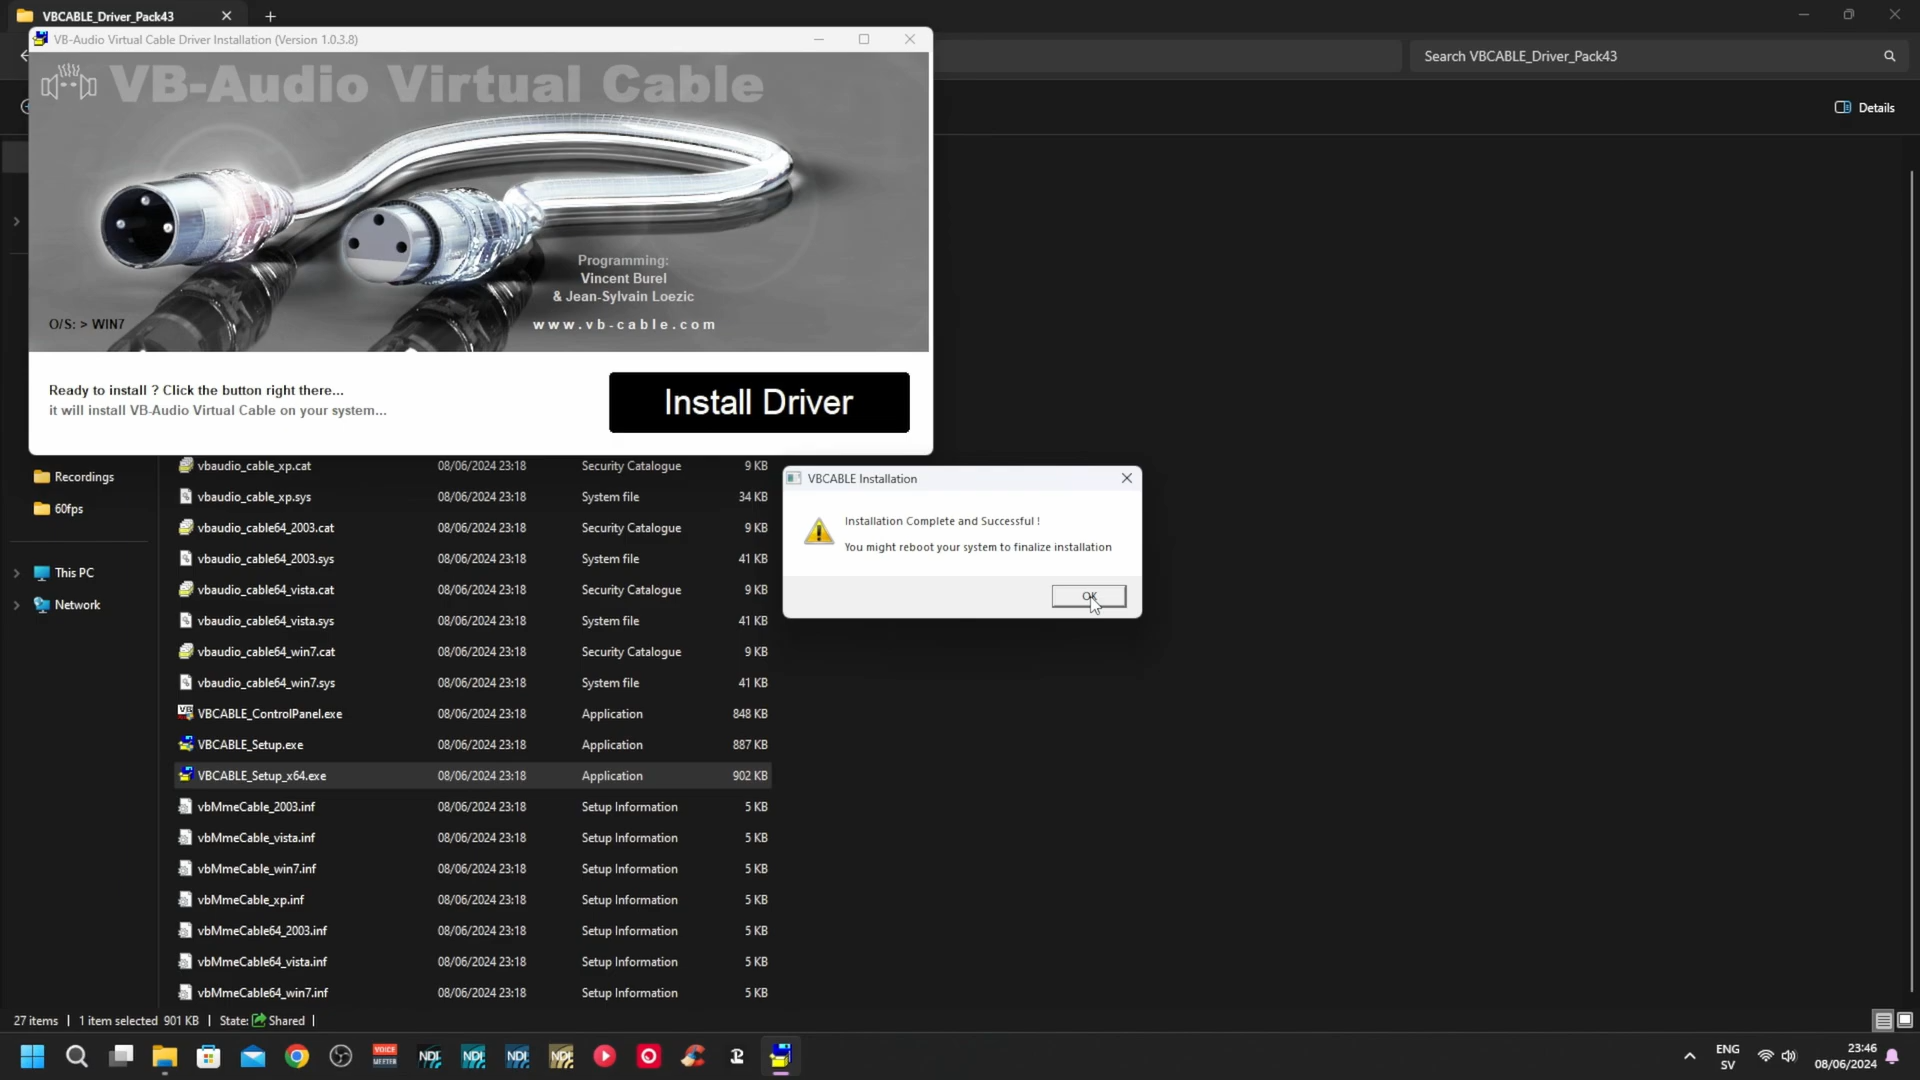 VBCABLE_Driver_Pack43
VB-Audio Virtual Cable Driver Installation (Version 1.0.3.8)
Search VBCABLE_Driver_Pack43
Details
VB-Audio Virtual Cable
Programming:
Vincent Burel
& Jean-Sylvain Loezic
O/S: > WIN7
www.vb-cable.com
Ready to install ? Click the button right there...
it will install VB-Audio Virtual Cable on your system...
Install Driver
Recordings
60fps
This PC
Network
vbaudio_cable_xp.cat 08/06/2024 23:18 Security Catalogue 9 KB
vbaudio_cable_xp.sys 08/06/2024 23:18 System file 34 KB
vbaudio_cable64_2003.cat 08/06/2024 23:18 Security Catalogue 9 KB
vbaudio_cable64_2003.sys 08/06/2024 23:18 System file 41 KB
vbaudio_cable64_vista.cat 08/06/2024 23:18 Security Catalogue 9 KB
vbaudio_cable64_vista.sys 08/06/2024 23:18 System file 41 KB
vbaudio_cable64_win7.cat 08/06/2024 23:18 Security Catalogue 9 KB
vbaudio_cable64_win7.sys 08/06/2024 23:18 System file 41 KB
VBCABLE_ControlPanel.exe 08/06/2024 23:18 Application 848 KB
VBCABLE_Setup.exe 08/06/2024 23:18 Application 887 KB
VBCABLE_Setup_x64.exe 08/06/2024 23:18 Application 902 KB
vbMmeCable_2003.inf 08/06/2024 23:18 Setup Information 5 KB
vbMmeCable_vista.inf 08/06/2024 23:18 Setup Information 5 KB
vbMmeCable_win7.inf 08/06/2024 23:18 Setup Information 5 KB
vbMmeCable_xp.inf 08/06/2024 23:18 Setup Information 5 KB
vbMmeCable64_2003.inf 08/06/2024 23:18 Setup Information 5 KB
vbMmeCable64_vista.inf 08/06/2024 23:18 Setup Information 5 KB
vbMmeCable64_win7.inf 08/06/2024 23:18 Setup Information 5 KB
VBCABLE Installation
Installation Complete and Successful !
You might reboot your system to finalize installation
OK
27 items | 1 item selected 901 KB | State: Shared |
VOICE
MEETER
NDI
NDI
NDI
NDI
ENG
SV
23:46
08/06/2024